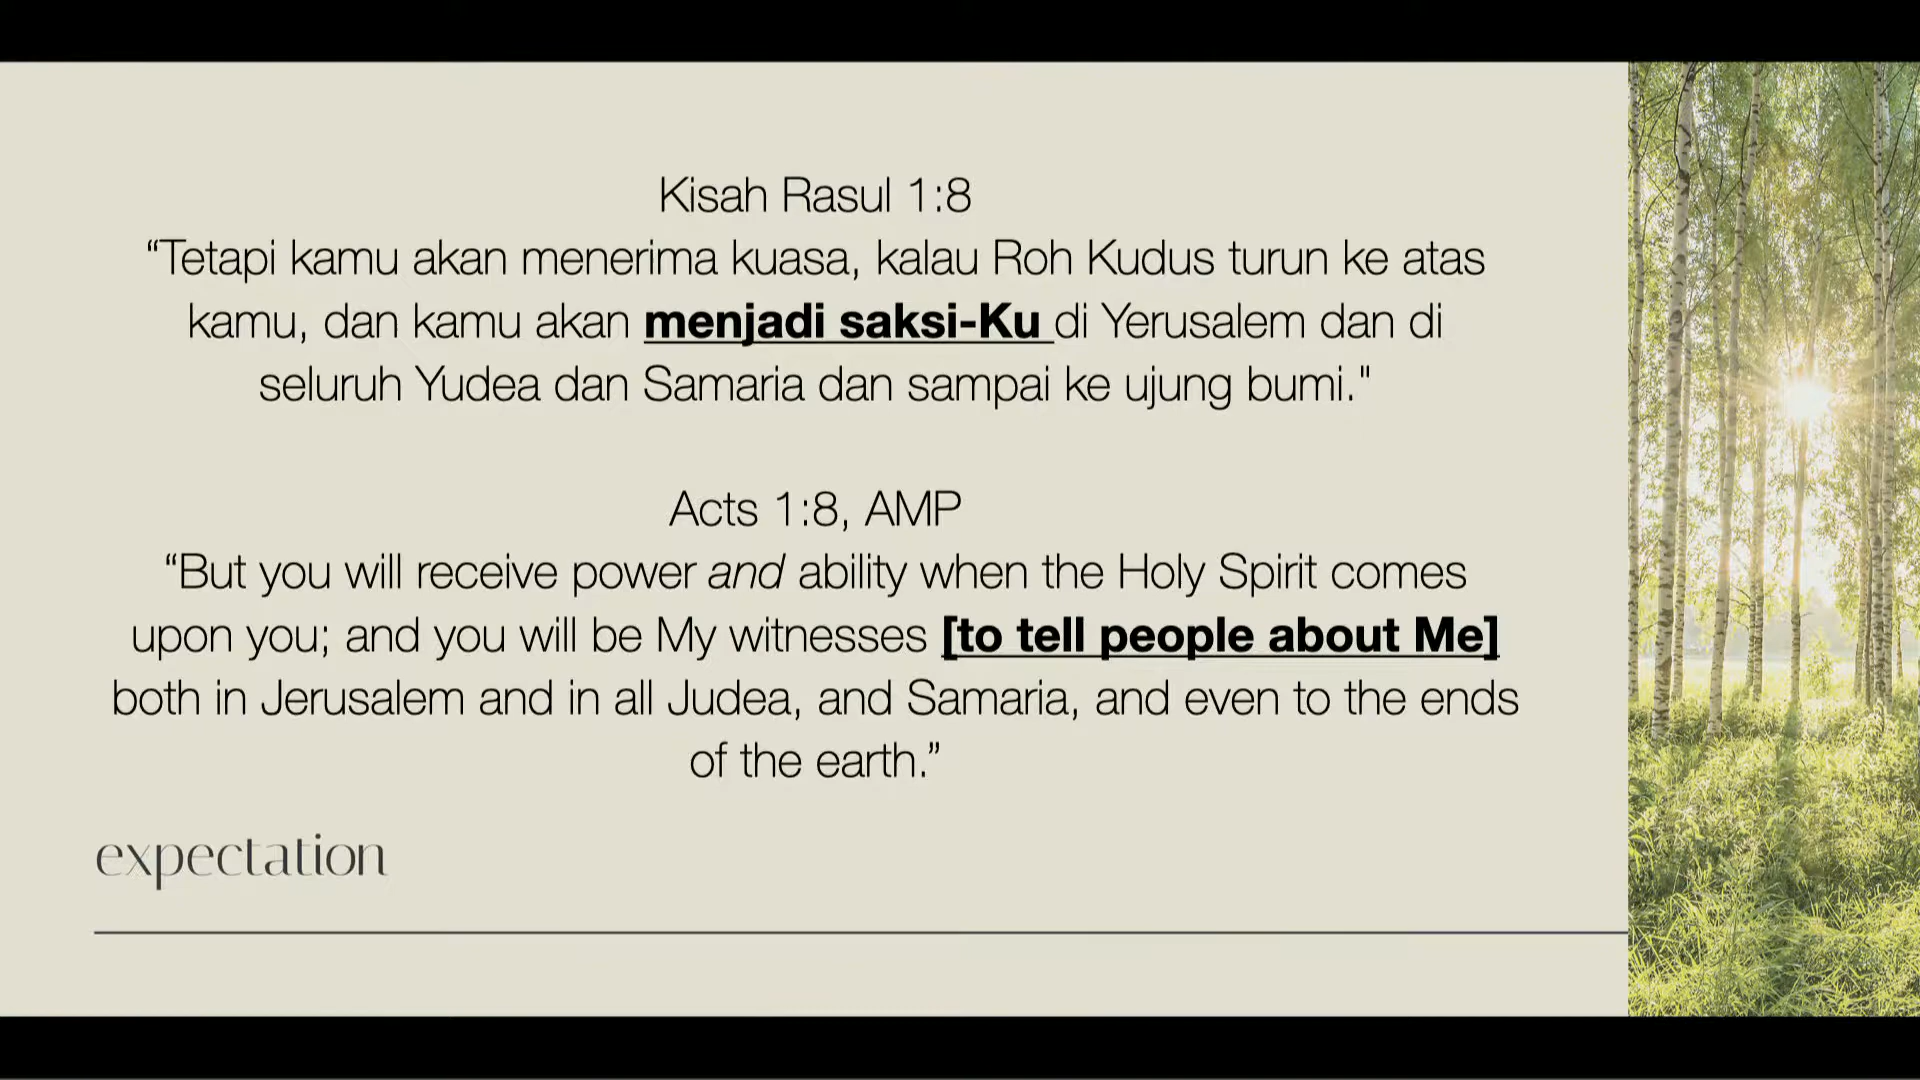 Kisah Rasul 1:8
“Tetapi kamu akan menerima kuasa, kalau Roh Kudus turun ke atas
kamu, dan kamu akan menjadi saksi-Ku di Yerusalem dan di
seluruh Yudea dan Samaria dan sampai ke ujung bumi."
Acts 1:8, AMP
“But you will receive power and ability when the Holy Spirit comes
upon you; and you will be My witnesses [to tell people about Me]
both in Jerusalem and in all Judea, and Samaria, and even to the ends
of the earth.”
expectation